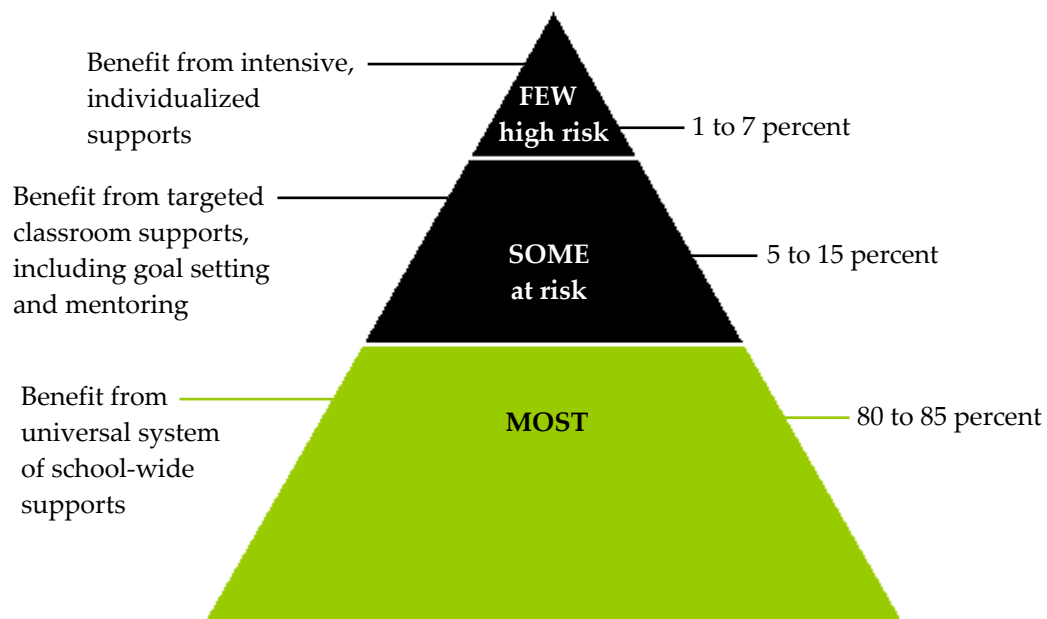 Benefit from intensive,
individualized
supports
FEW
high risk
1 to 7 percent
Benefit from targeted
classroom supports,
including goal setting
and mentoring
SOME
at risk
5 to 15 percent
Benefit from
universal system
of school-wide
supports
MOST
80 to 85 percent